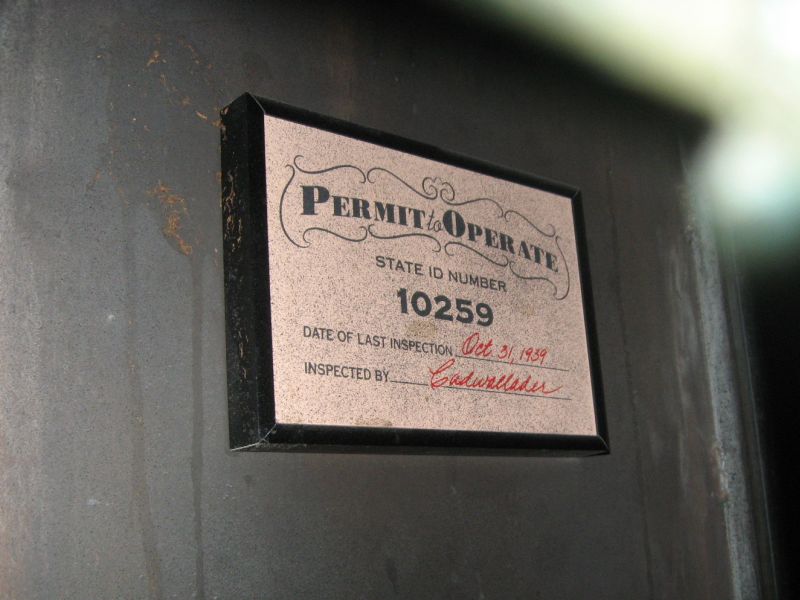 PERMIT to OPERATE
STATE ID NUMBER
10259
DATE OF LAST INSPECTION Oct. 31, 1939
INSPECTED BY Cadwallader